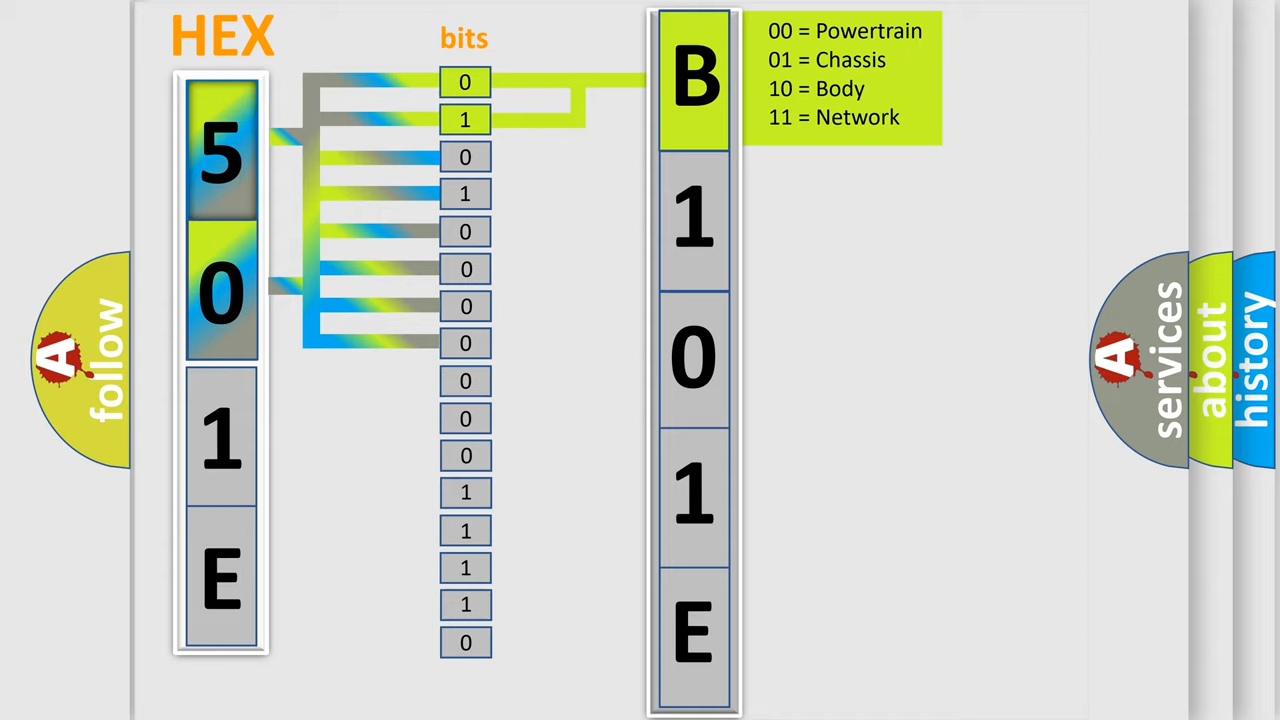 HEX
bits
5
0
1
E
0
1
0
1
0
0
0
0
0
0
0
1
1
1
1
0
B
1
0
1
E
00 = Powertrain
01 = Chassis
10 = Body
11 = Network
A
follow
A
services
about
history